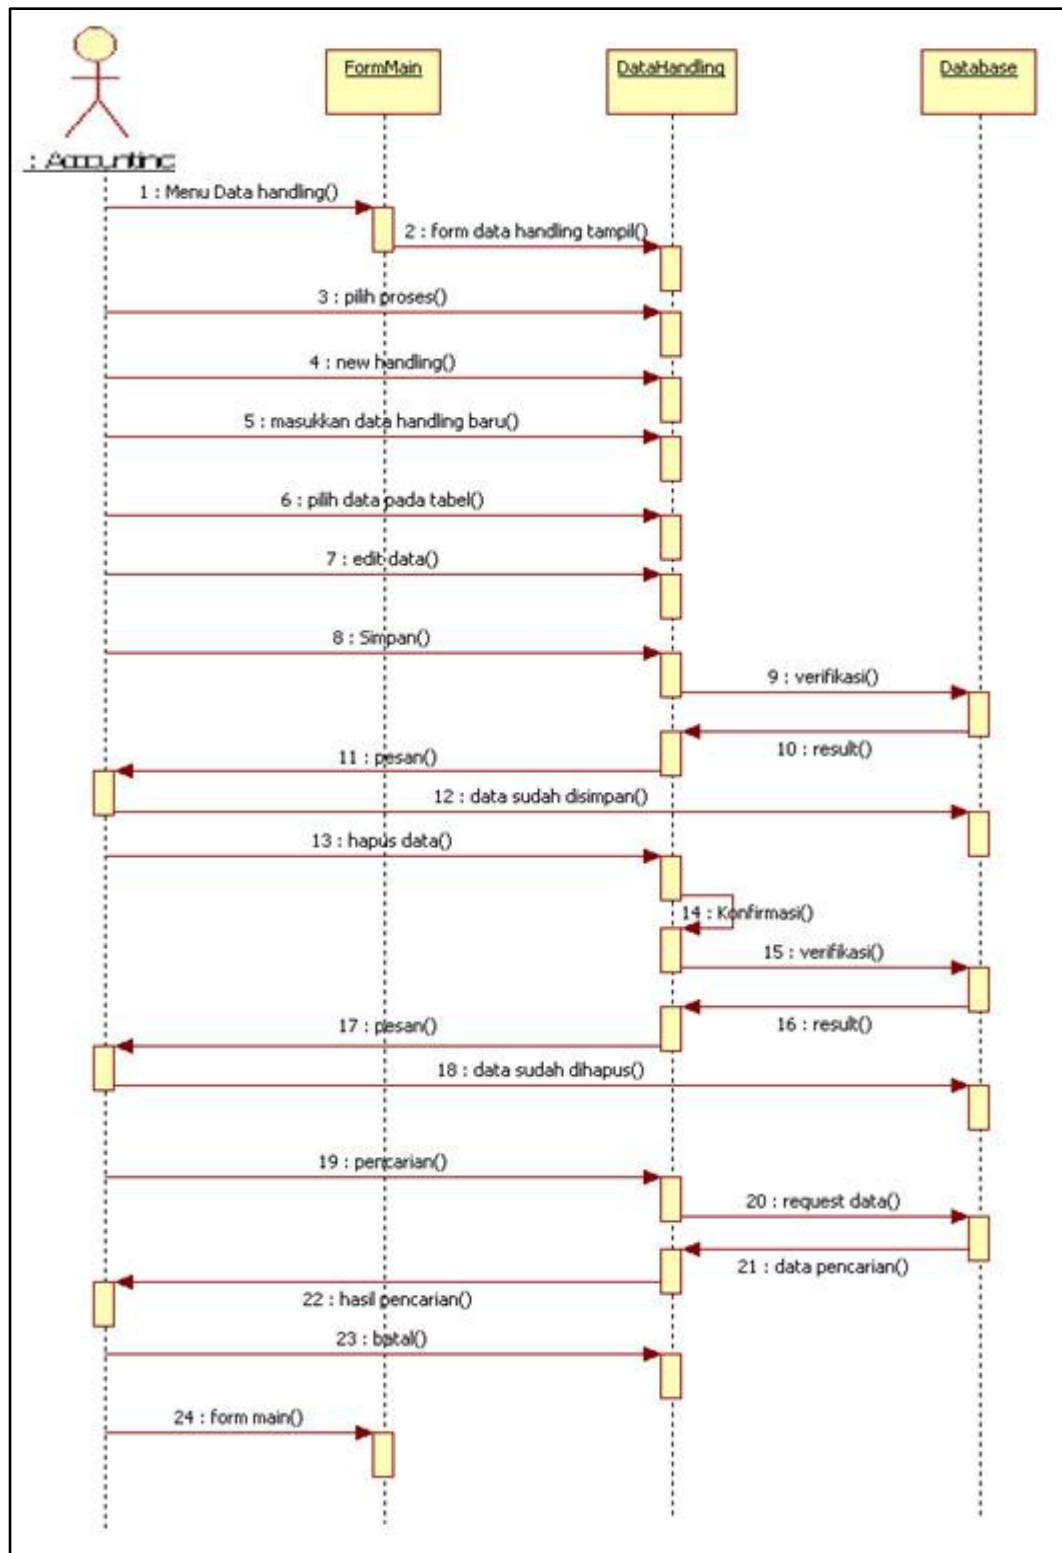 FormMain
DataHandling
Database
: Accounting
1 : Menu Data handling()
2 : form data handling tampil()
3 : pilih proses()
4 : new handling()
5 : masukkan data handling baru()
6 : pilih data pada tabel()
7 : edit data()
8 : Simpan()
9 : verifikasi()
10 : result()
11 : pesan()
12 : data sudah disimpan()
13 : hapus data()
14 : Konfirmasi()
15 : verifikasi()
16 : result()
17 : pesan()
18 : data sudah dihapus()
19 : pencarian()
20 : request data()
21 : data pencarian()
22 : hasil pencarian()
23 : batal()
24 : form main()